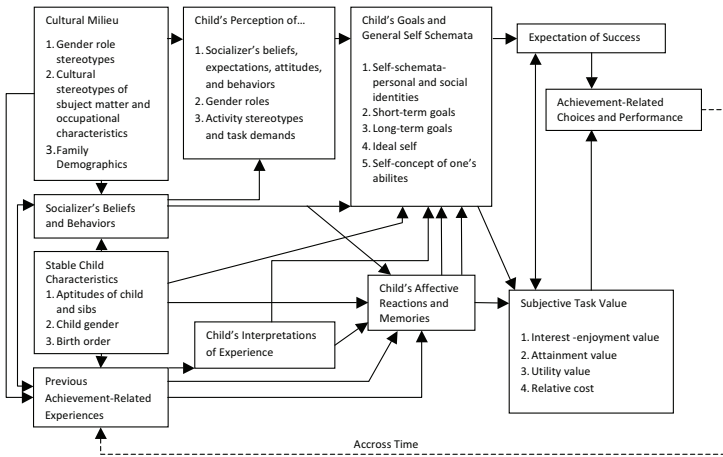 Cultural Milieu
1. Gender role
stereotypes
2. Cultural
stereotypes of
sbuject matter and
occupational
characteristics
3. Family
Demographics
Child's Perception of...
1. Socializer's beliefs,
expectations, attitudes,
and behaviors
2. Gender roles
3. Activity stereotypes
and task demands
Child's Goals and
General Self Schemata
1. Self-schemata-
personal and social
identities
2. Short-term goals
3. Long-term goals
4. Ideal self
5. Self-concept of one's
abilites
Expectation of Success
Achievement-Related
Choices and Performance
Socializer's Beliefs
and Behaviors
Stable Child
Characteristics
1. Aptitudes of child
and sibs
2. Child gender
3. Birth order
Child's Affective
Reactions and
Memories
Subjective Task Value
1. Interest -enjoyment value
2. Attainment value
3. Utility value
4. Relative cost
Child's Interpretations
of Experience
Previous
Achievement-Related
Experiences
Accross Time